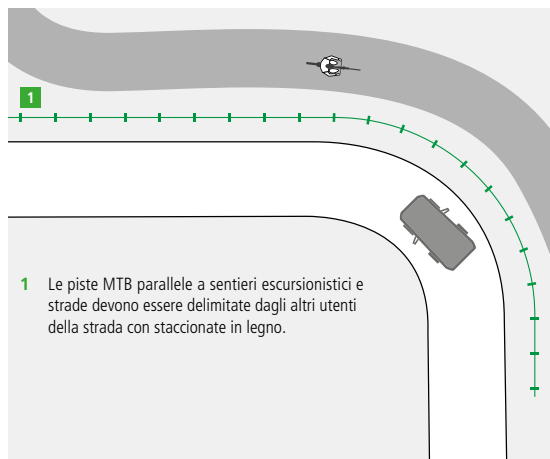 1
1 Le piste MTB parallele a sentieri escursionistici e
strade devono essere delimitate dagli altri utenti
della strada con staccionate in legno.